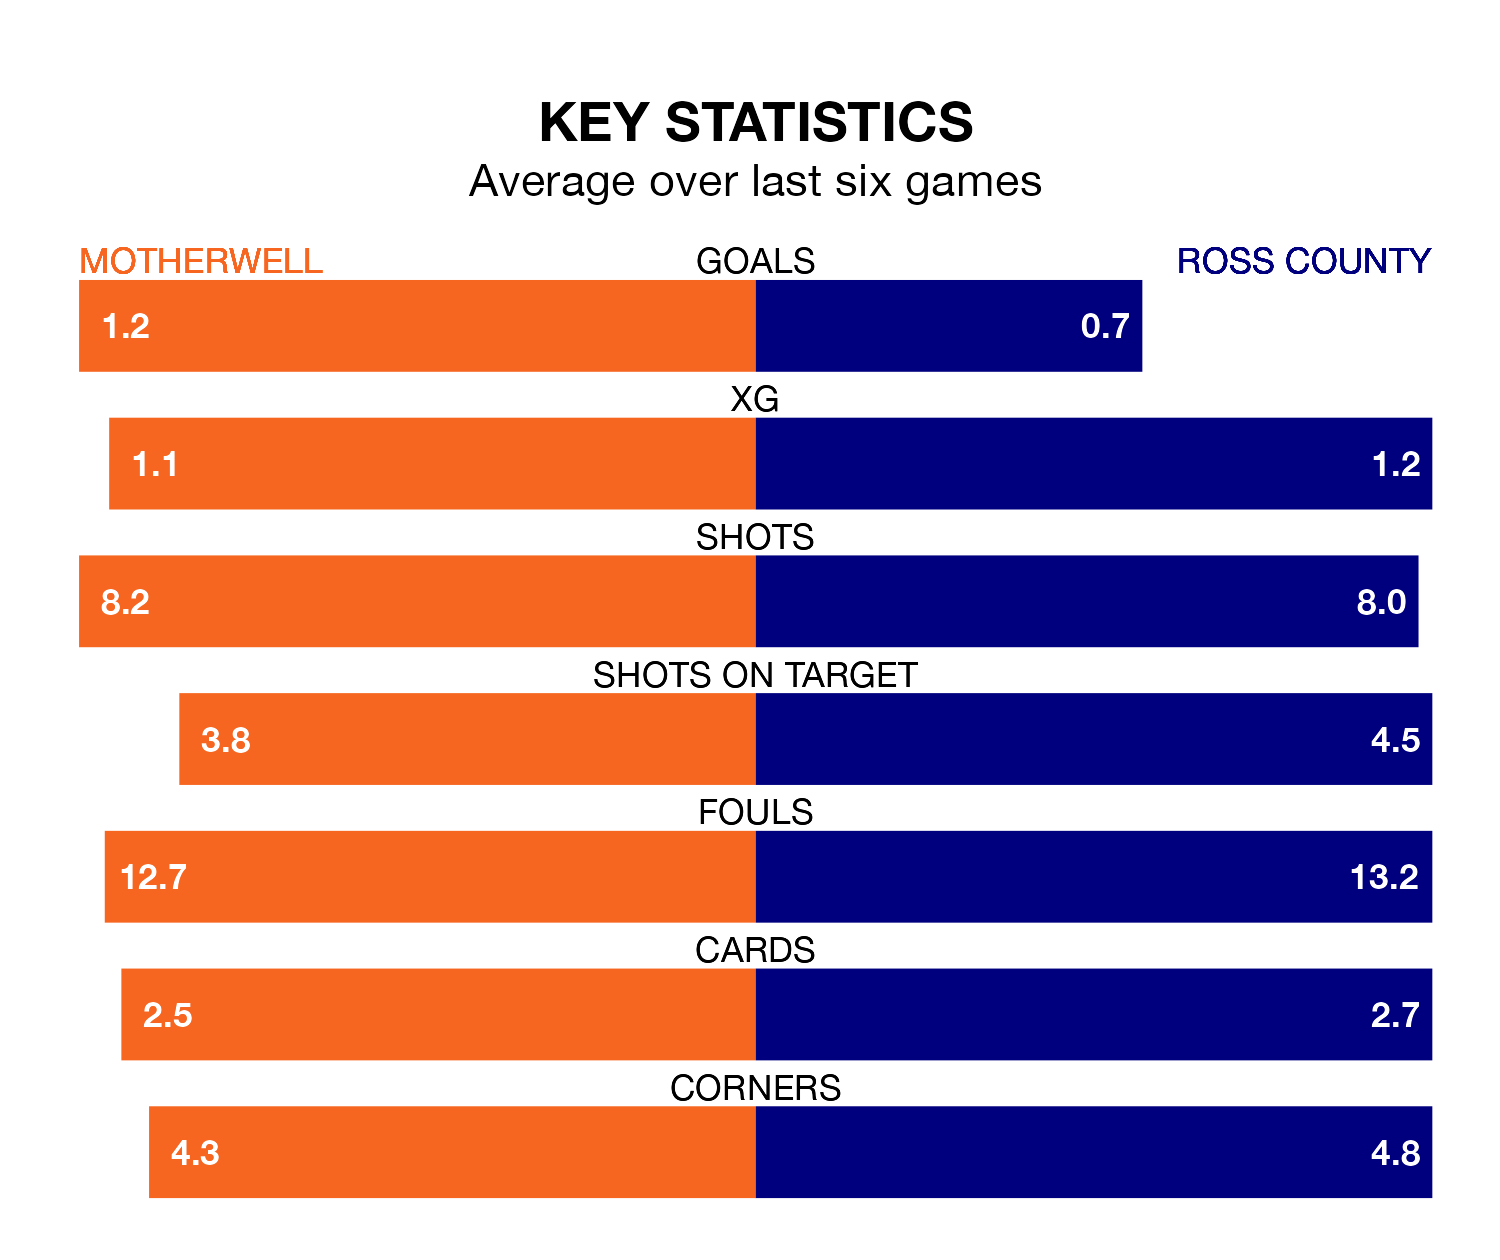 KEY STATISTICS
Average over last six games
MOTHERWELL GOALS ROSS COUNTY
1.2 0.7
XG
1.1 1.2
SHOTS
8.2 8.0
SHOTS ON TARGET
3.8 4.5
FOULS
12.7 13.2
CARDS
2.5 2.7
CORNERS
4.3 4.8